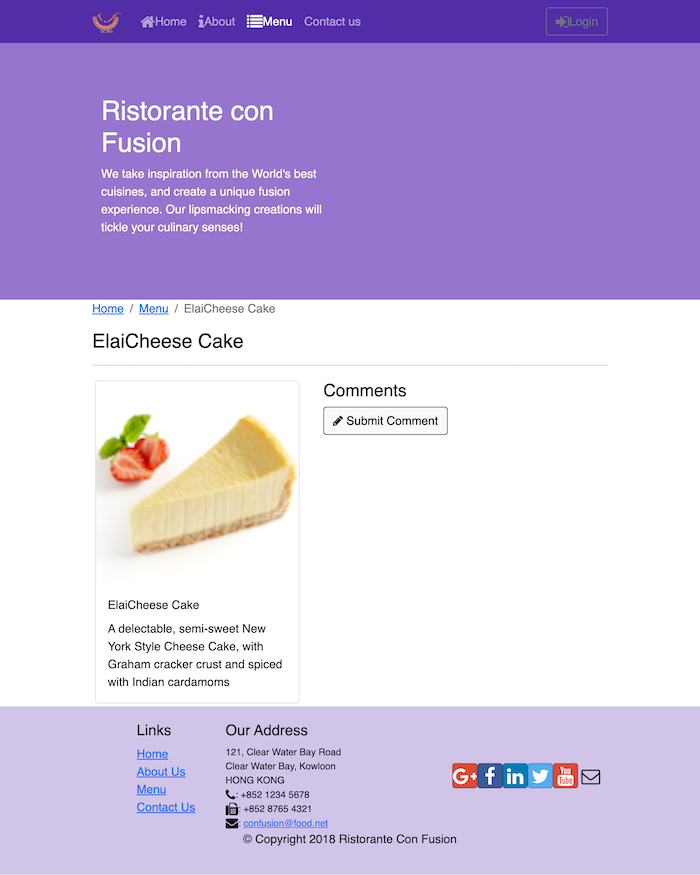 Home About Menu Contact us Login
Ristorante con
Fusion
We take inspiration from the World's best
cuisines, and create a unique fusion
experience. Our lipsmacking creations will
tickle your culinary senses!
Home / Menu / ElaiCheese Cake
ElaiCheese Cake
Comments
Submit Comment
ElaiCheese Cake
A delectable, semi-sweet New
York Style Cheese Cake, with
Graham cracker crust and spiced
with Indian cardamoms
Links
Home
About Us
Menu
Contact Us
Our Address
121, Clear Water Bay Road
Clear Water Bay, Kowloon
HONG KONG
: +852 1234 5678
: +852 8765 4321
: confusion@food.net
G+ f in You Tube
© Copyright 2018 Ristorante Con Fusion